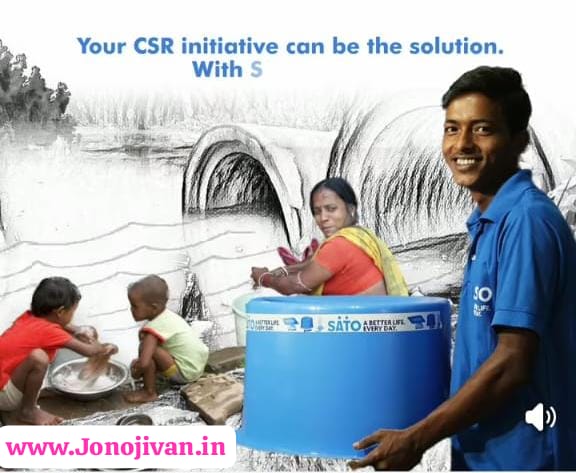 Your CSR initiative can be the solution.
With S
SATO A BETTER LIFE.
EVERY DAY.
www.Jonojivan.in